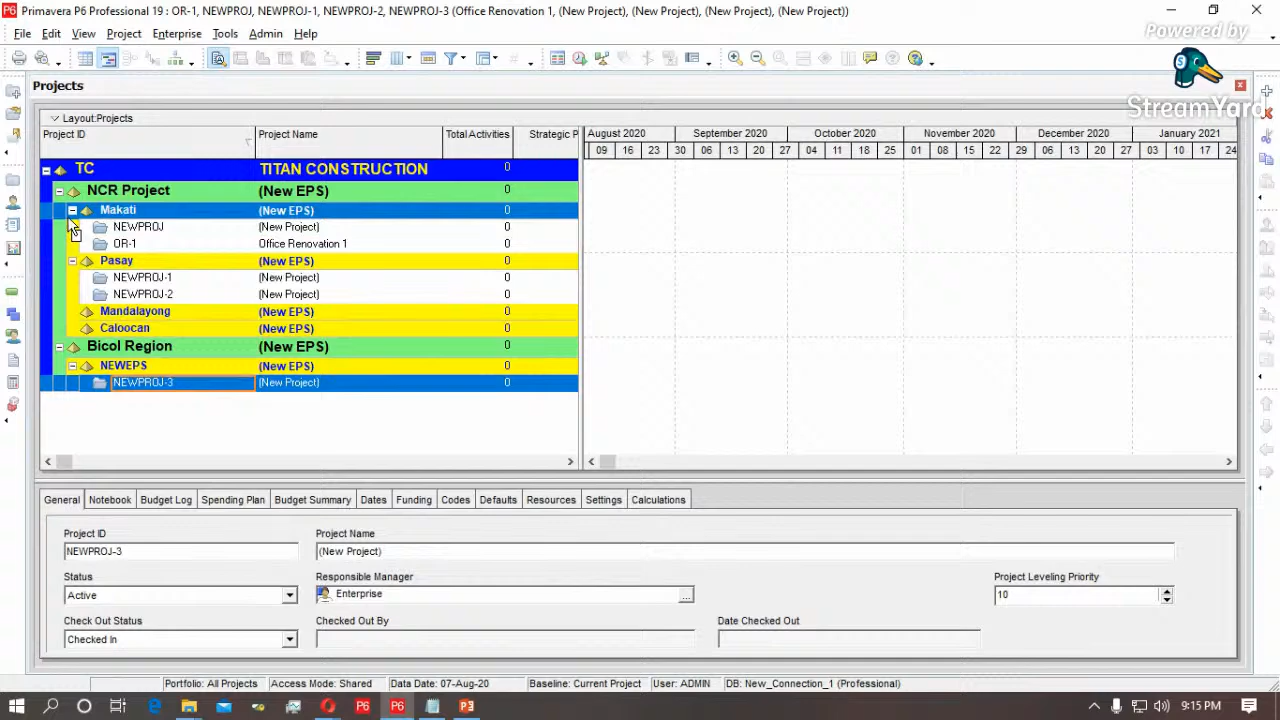 Primavera P6 Professional 19 : OR-1, NEWPROJ, NEWPROJ-1, NEWPROJ-2, NEWPROJ-3 (Office Renovation 1, (New Project), (New Project), (New Project), (New Project))
File Edit View Project Enterprise Tools Admin Help
Powered by
StreamYard
Projects
Layout:Projects
Project ID Project Name Total Activities Strategic P August 2020 September 2020 October 2020 November 2020 December 2020 January 2021
09 16 23 30 06 13 20 27 04 11 18 25 01 08 15 22 29 06 13 20 27 03 10 17 24
TC TITAN CONSTRUCTION 0
NCR Project (New EPS) 0
Makati (New EPS) 0
NEWPROJ (New Project) 0
OR-1 Office Renovation 1 0
Pasay (New EPS) 0
NEWPROJ-1 (New Project) 0
NEWPROJ-2 (New Project) 0
Mandalayong (New EPS) 0
Caloocan (New EPS) 0
Bicol Region (New EPS) 0
NEWEPS (New EPS) 0
NEWPROJ-3 (New Project) 0
General Notebook Budget Log Spending Plan Budget Summary Dates Funding Codes Defaults Resources Settings Calculations
Project ID Project Name
NEWPROJ-3 (New Project)
Status Responsible Manager Project Leveling Priority
Active Enterprise ... 10
Check Out Status Checked Out By Date Checked Out
Checked In
Portfolio: All Projects Access Mode: Shared Data Date: 07-Aug-20 Baseline: Current Project User: ADMIN DB: New_Connection_1 (Professional)
9:15 PM